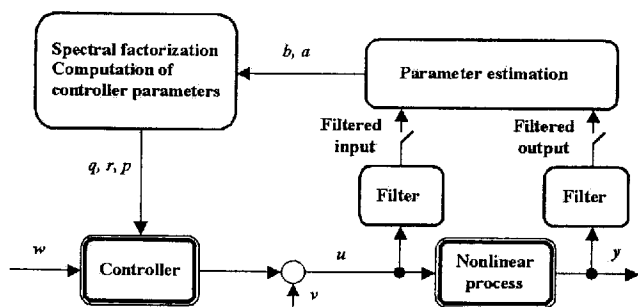 Spectral factorization
Computation of
controller parameters
b, a
Parameter estimation
Filtered
input
Filtered
output
q, r, p
Filter
Filter
w
Controller
v
u
Nonlinear
process
y